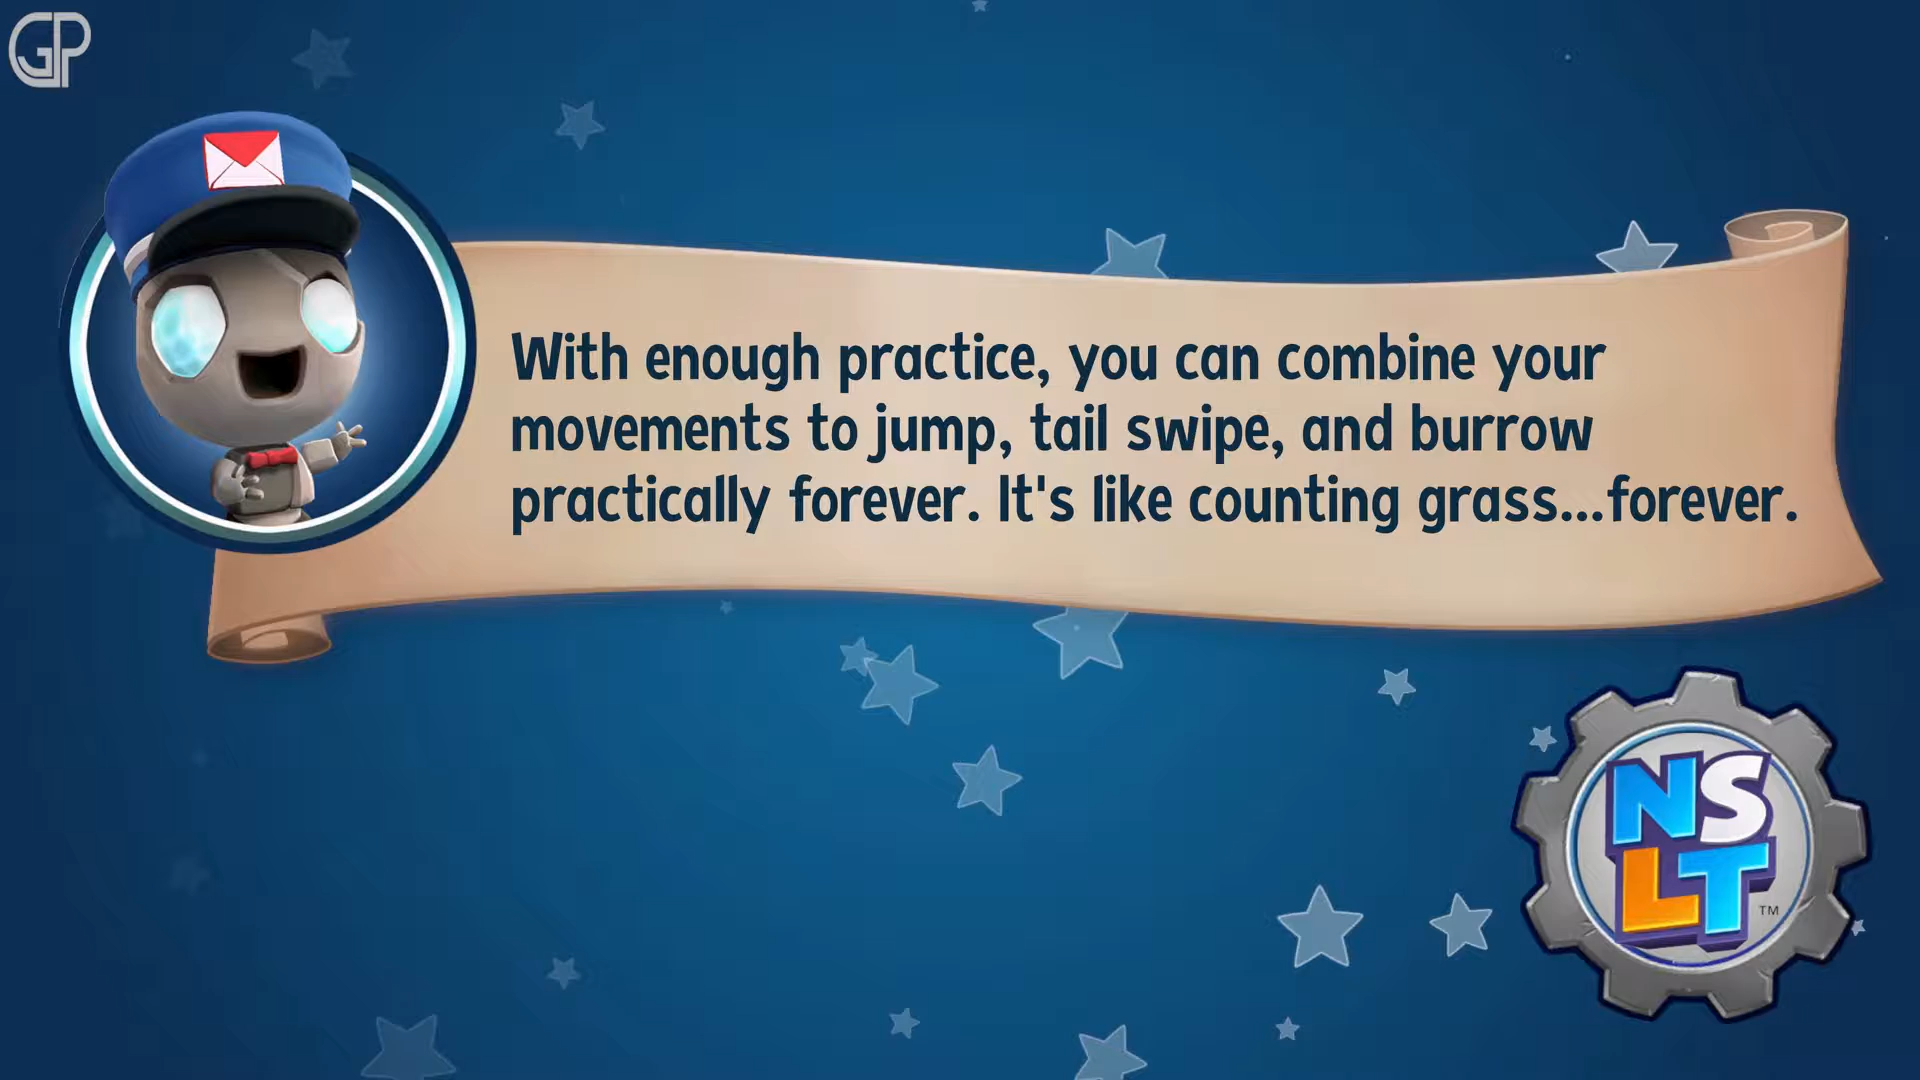 GP
With enough practice, you can combine your
movements to jump, tail swipe, and burrow
practically forever. It's like counting grass...forever.
NS
LT
TM